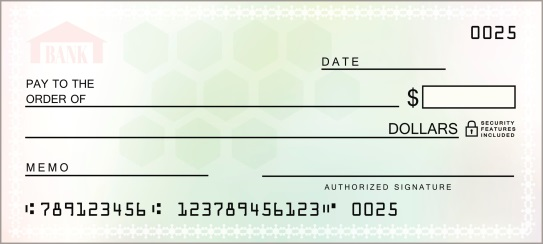 0025
BANK
DATE
PAY TO THE
ORDER OF
$
DOLLARS
SECURITY
FEATURES
INCLUDED
MEMO
AUTHORIZED SIGNATURE
⑆789123456⑆ 123789456123⑈ 0025